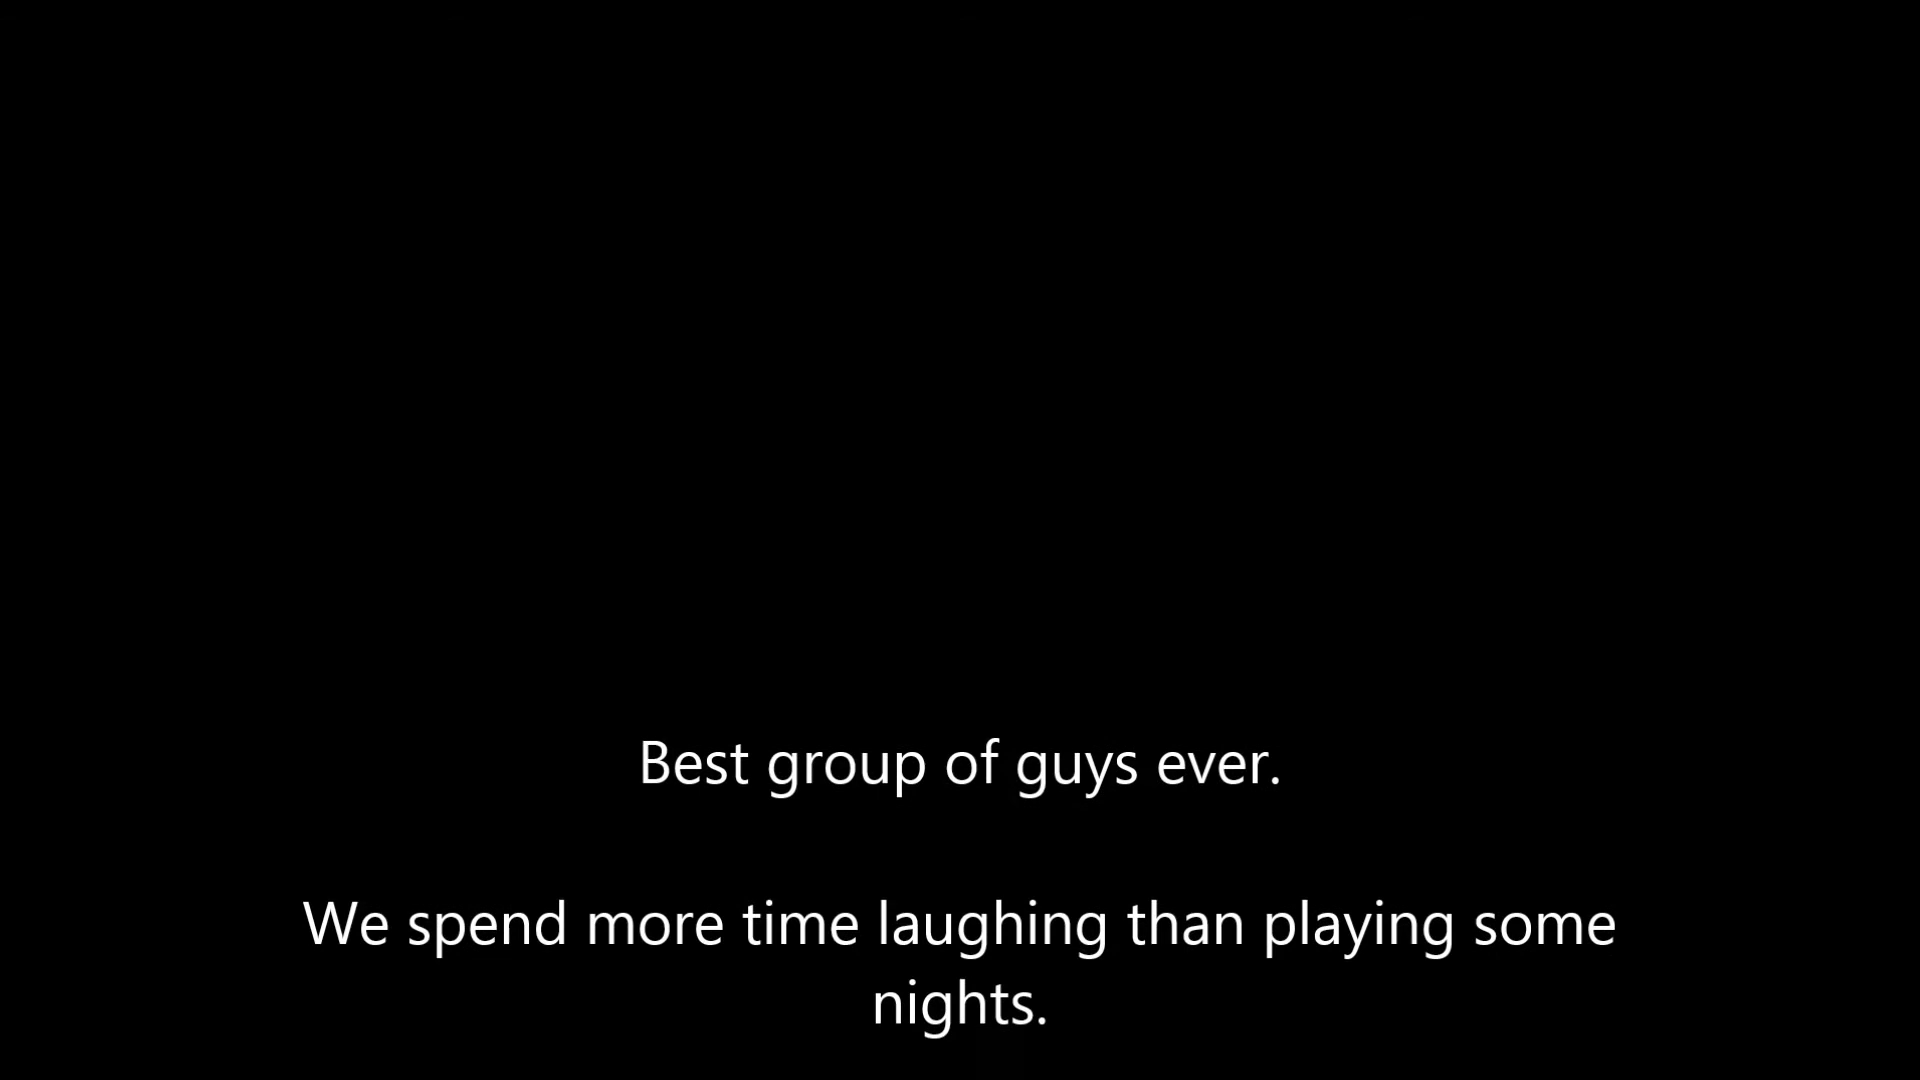 Best group of guys ever.
We spend more time laughing than playing some
nights.